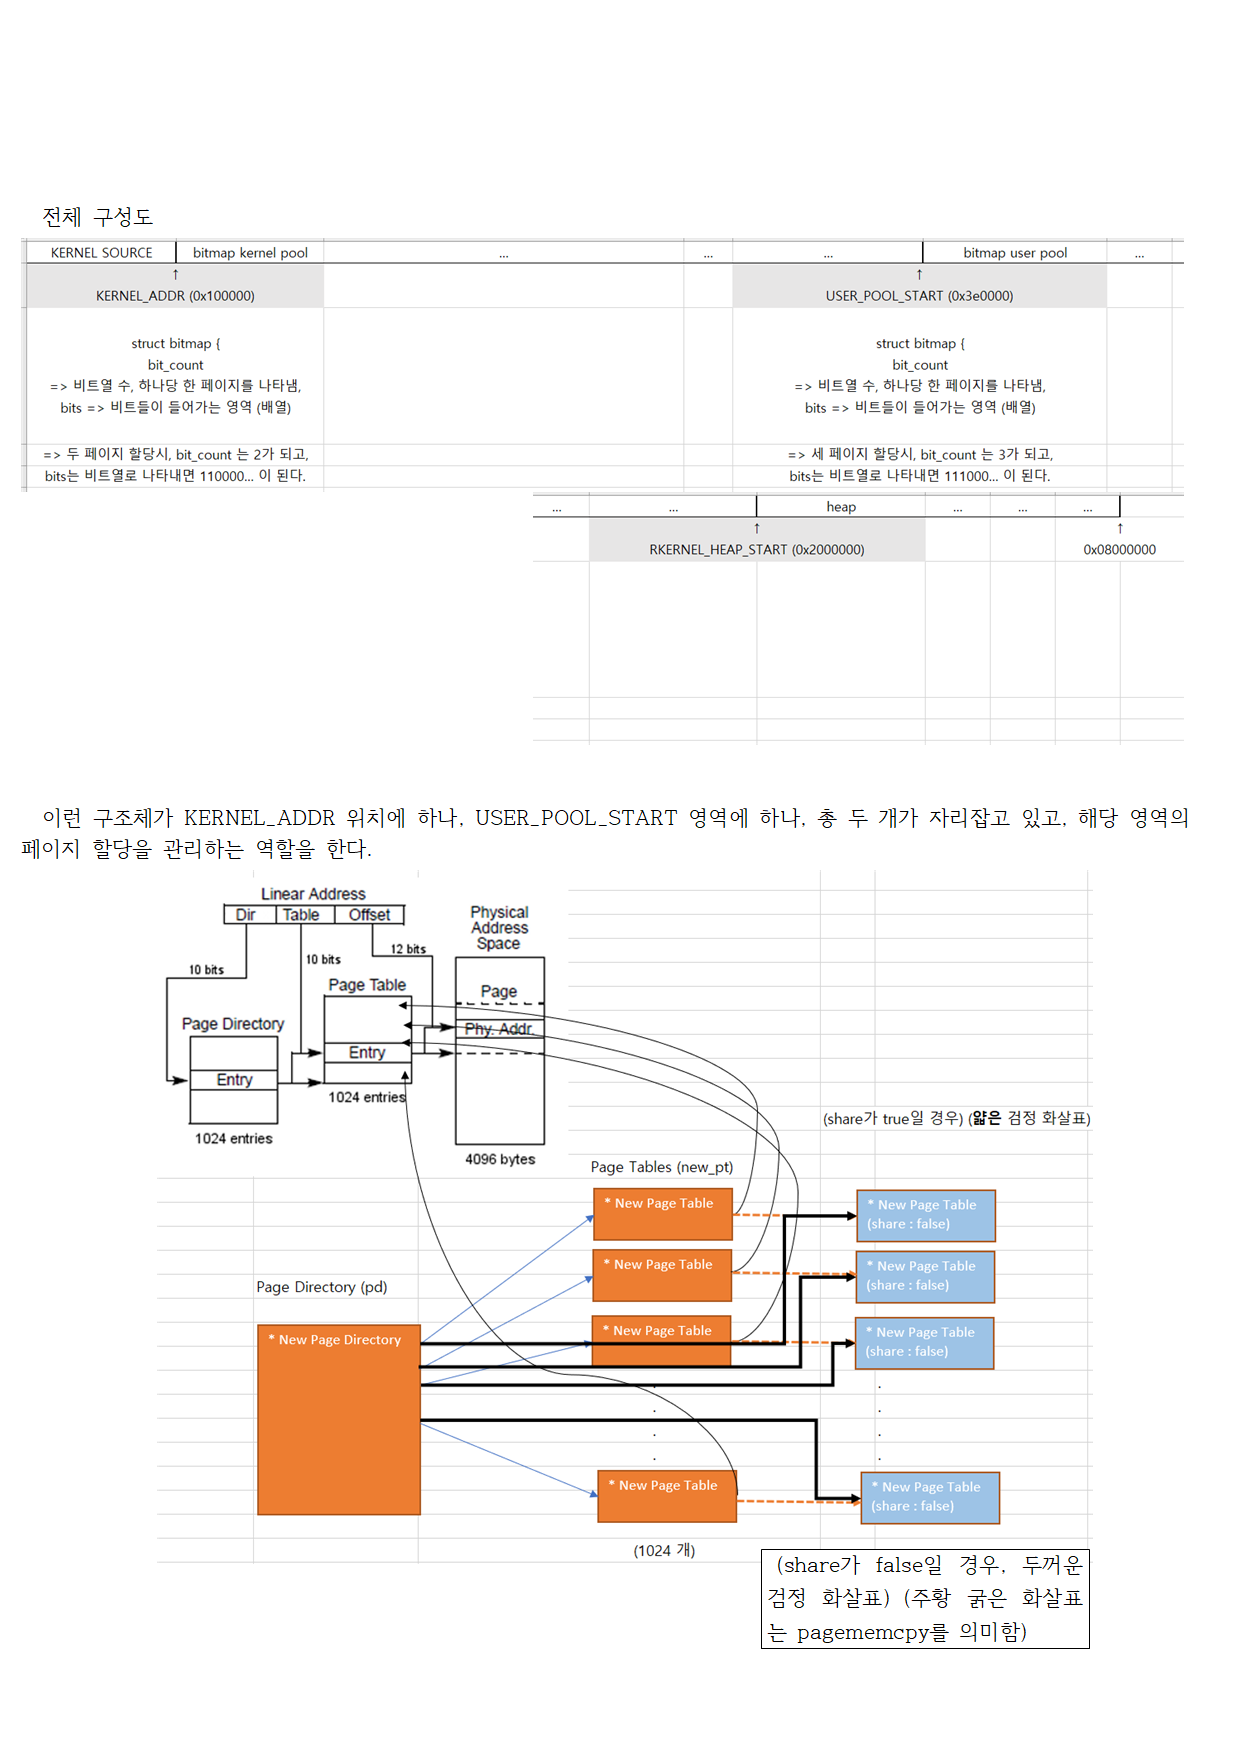 전체 구성도
KERNEL SOURCE bitmap kernel pool ... ... ... bitmap user pool ...
↑ ↑
KERNEL_ADDR (0x100000) USER_POOL_START (0x3e0000)
struct bitmap { struct bitmap {
bit_count bit_count
=> 비트열 수, 하나당 한 페이지를 나타냄, => 비트열 수, 하나당 한 페이지를 나타냄,
bits => 비트들이 들어가는 영역 (배열) bits => 비트들이 들어가는 영역 (배열)
=> 두 페이지 할당시, bit_count 는 2가 되고, => 세 페이지 할당시, bit_count 는 3가 되고,
bits는 비트열로 나타내면 110000... 이 된다. bits는 비트열로 나타내면 111000... 이 된다.
... ... heap ... ... ...
↑ ↑
RKERNEL_HEAP_START (0x2000000) 0x08000000
이런 구조체가 KERNEL_ADDR 위치에 하나, USER_POOL_START 영역에 하나, 총 두 개가 자리잡고 있고, 해당 영역의
페이지 할당을 관리하는 역할을 한다.
Linear Address
Dir Table Offset
Physical
Address
Space
12 bits
10 bits
10 bits
Page Table
Page
Page Directory
Phy. Addr.
Entry
Entry
1024 entries
1024 entries
4096 bytes
(share가 true일 경우) (얇은 검정 화살표)
Page Tables (new_pt)
* New Page Table
* New Page Table
(share : false)
* New Page Table
* New Page Table
(share : false)
Page Directory (pd)
* New Page Directory
* New Page Table
* New Page Table
(share : false)
* New Page Table
* New Page Table
(share : false)
(1024 개)
(share가 false일 경우, 두꺼운
검정 화살표) (주황 굵은 화살표
는 pagememcpy를 의미함)